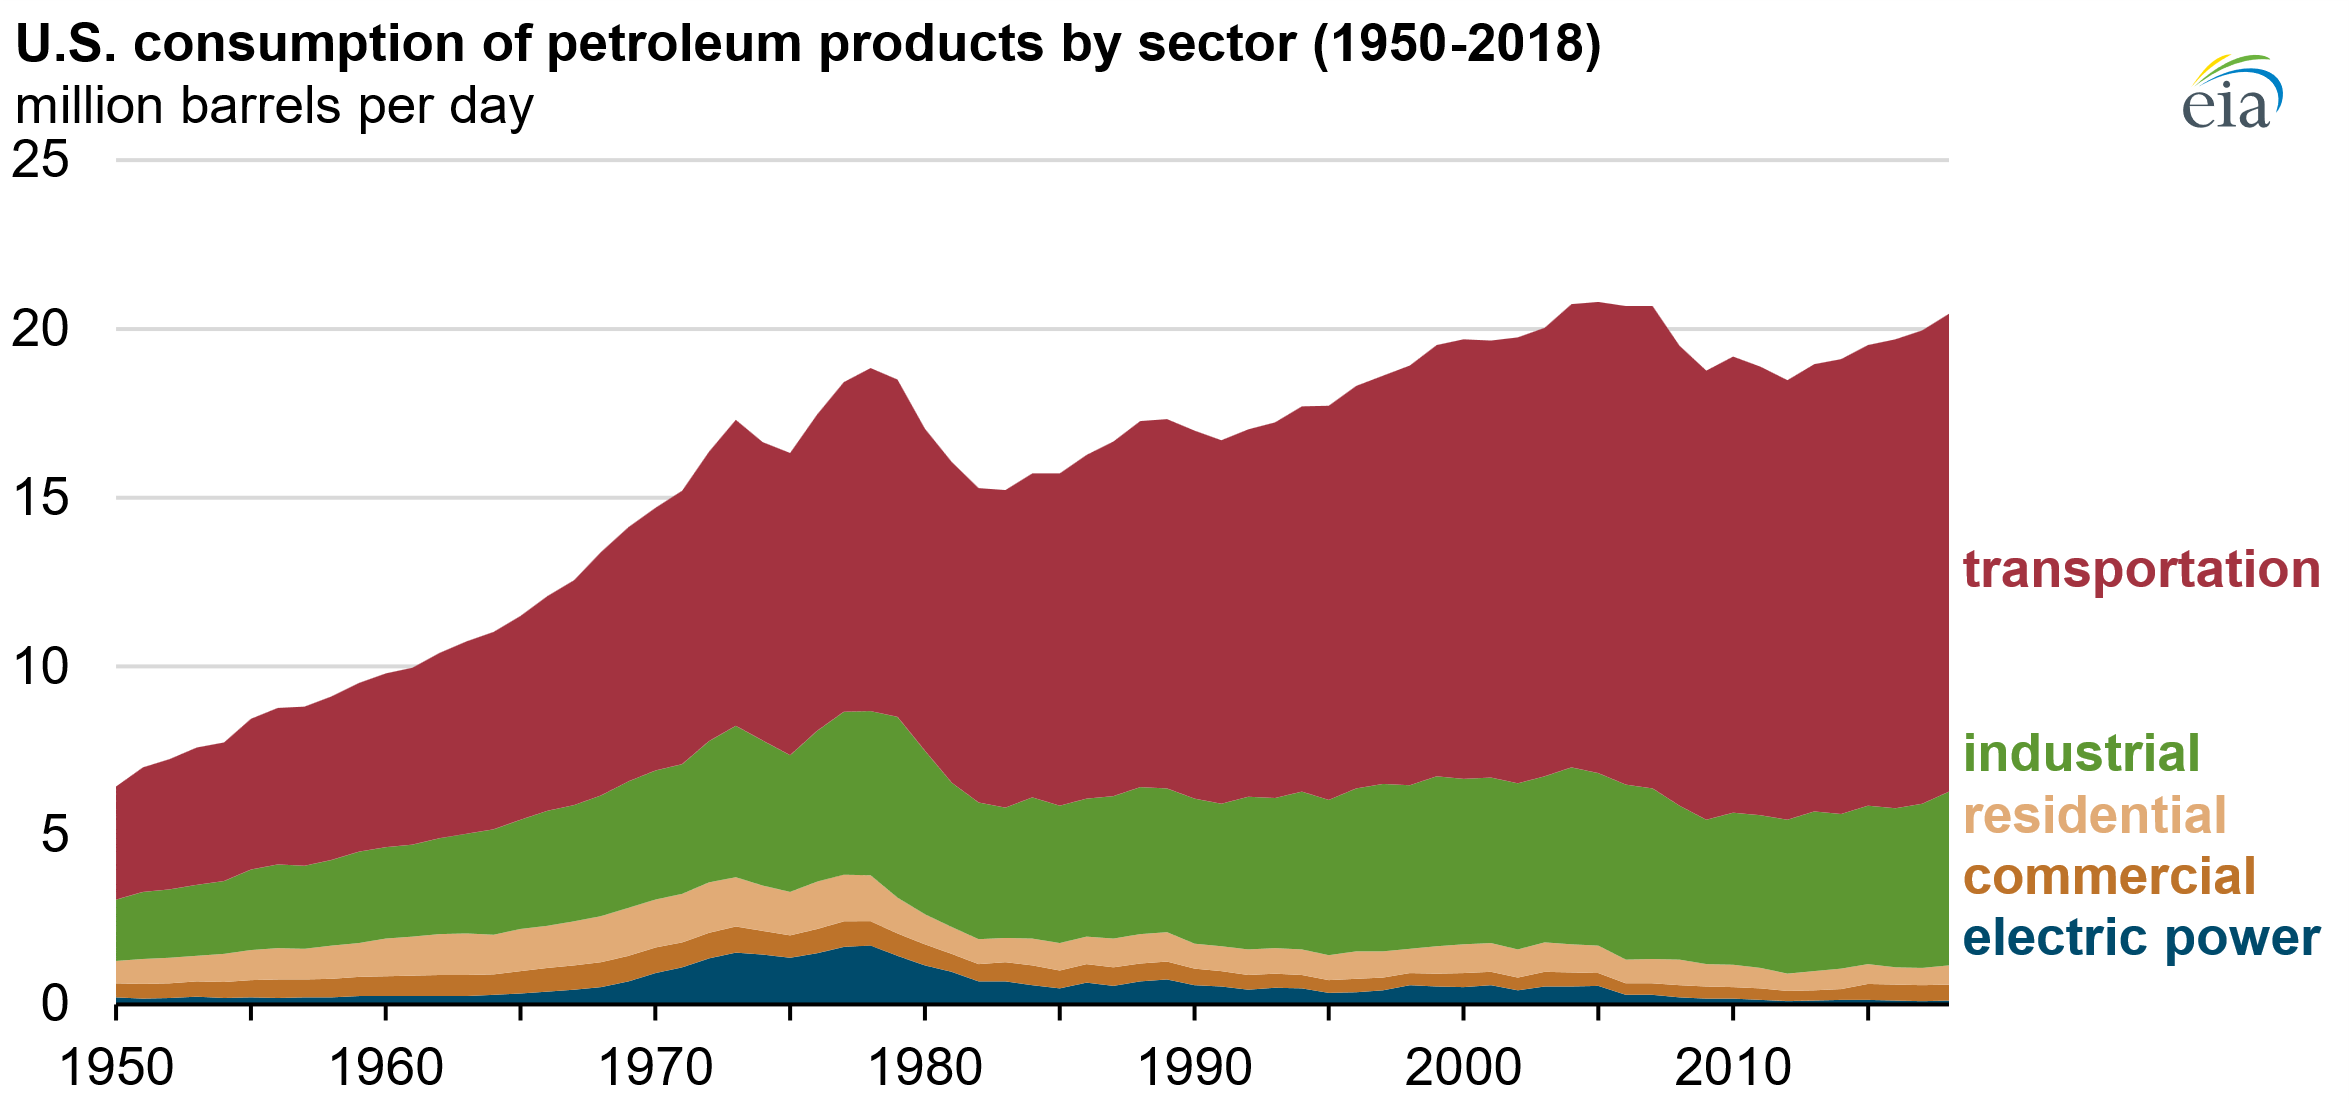 U.S. consumption of petroleum products by sector (1950-2018)
million barrels per day
eia
25
20
15
10
5
0
transportation
industrial
residential
commercial
electric power
1950 1960 1970 1980 1990 2000 2010